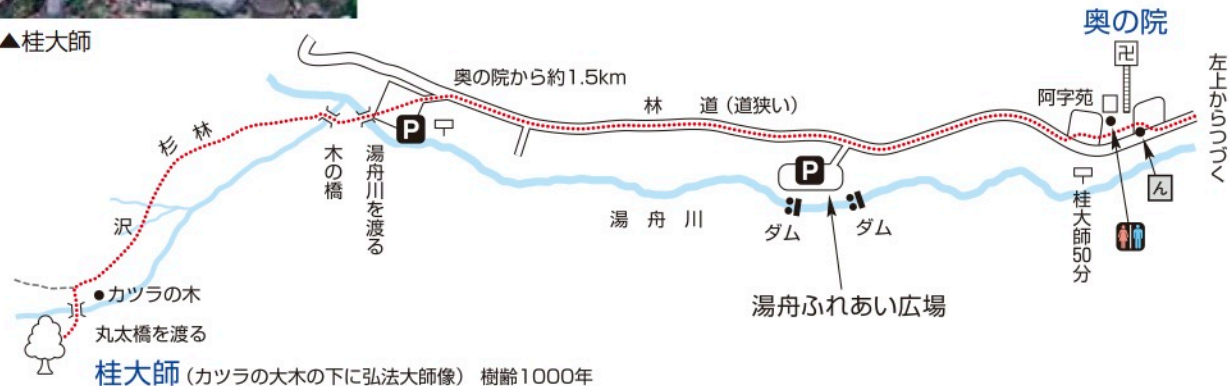 ▲桂大師
奥の院
卍
左上からつづく
阿字苑
奥の院から約1.5km
林　道（道狭い）
P
杉林
木の橋
湯舟川を渡る
P
ん
桂大師50分
湯　舟　川
ダム
ダム
沢
湯舟ふれあい広場
●カツラの木
丸太橋を渡る
桂大師（カツラの大木の下に弘法大師像）　樹齢1000年